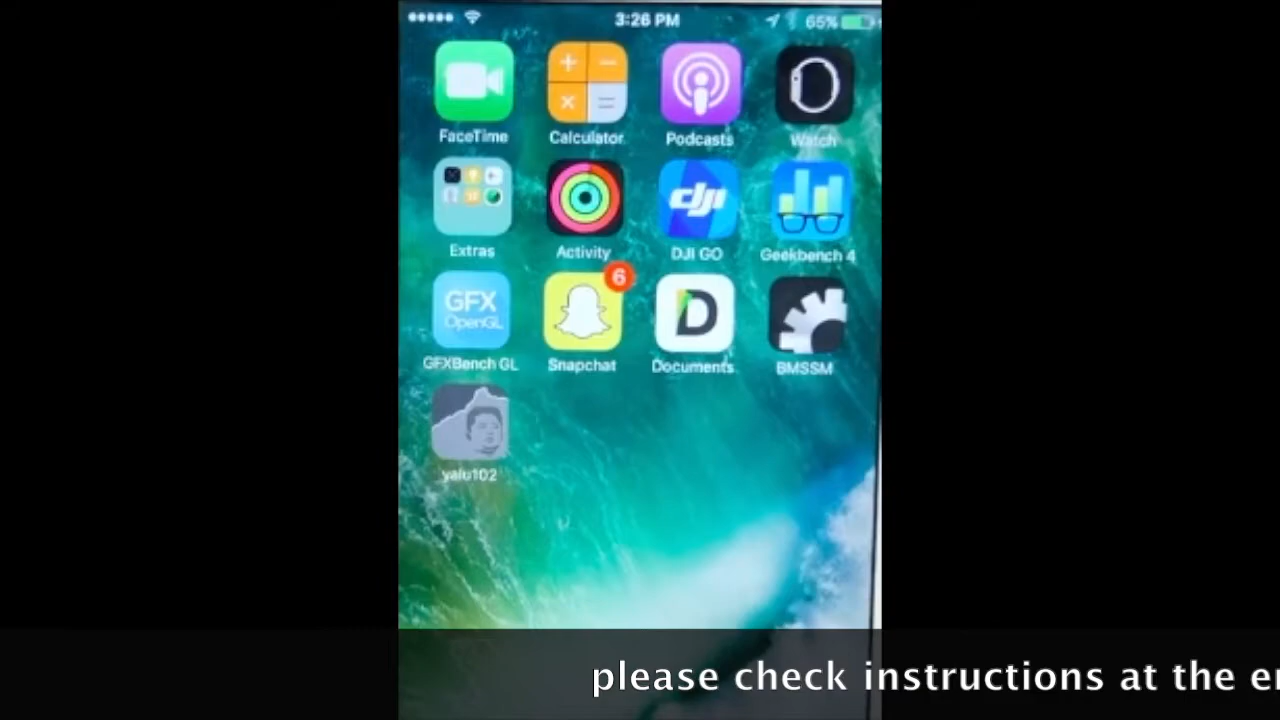 3:26 PM 65%
FaceTime Calculator Podcasts Watch
dji
Extras Activity DJI GO Geekbench 4
6
GFX
OpenGL
D
GFXBench GL Snapchat Documents BMSSM
yalu102
please check instructions at the